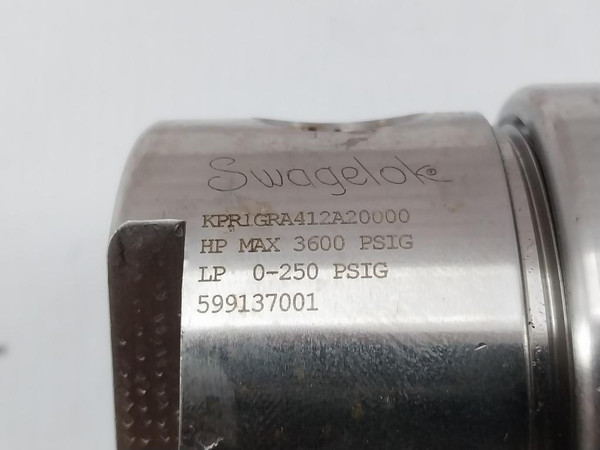 Swagelok®
KPR1GRA412A20000
HP MAX 3600 PSIG
LP 0-250 PSIG
599137001